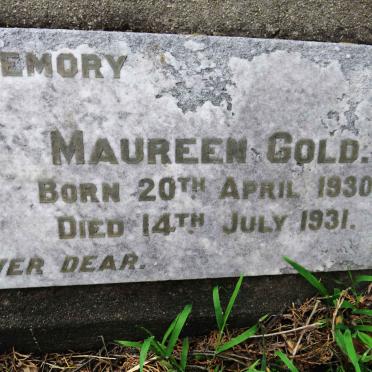 EMORY
MAUREEN GOLD.
BORN 20TH APRIL 1930
DIED 14TH JULY 1931.
VER DEAR.